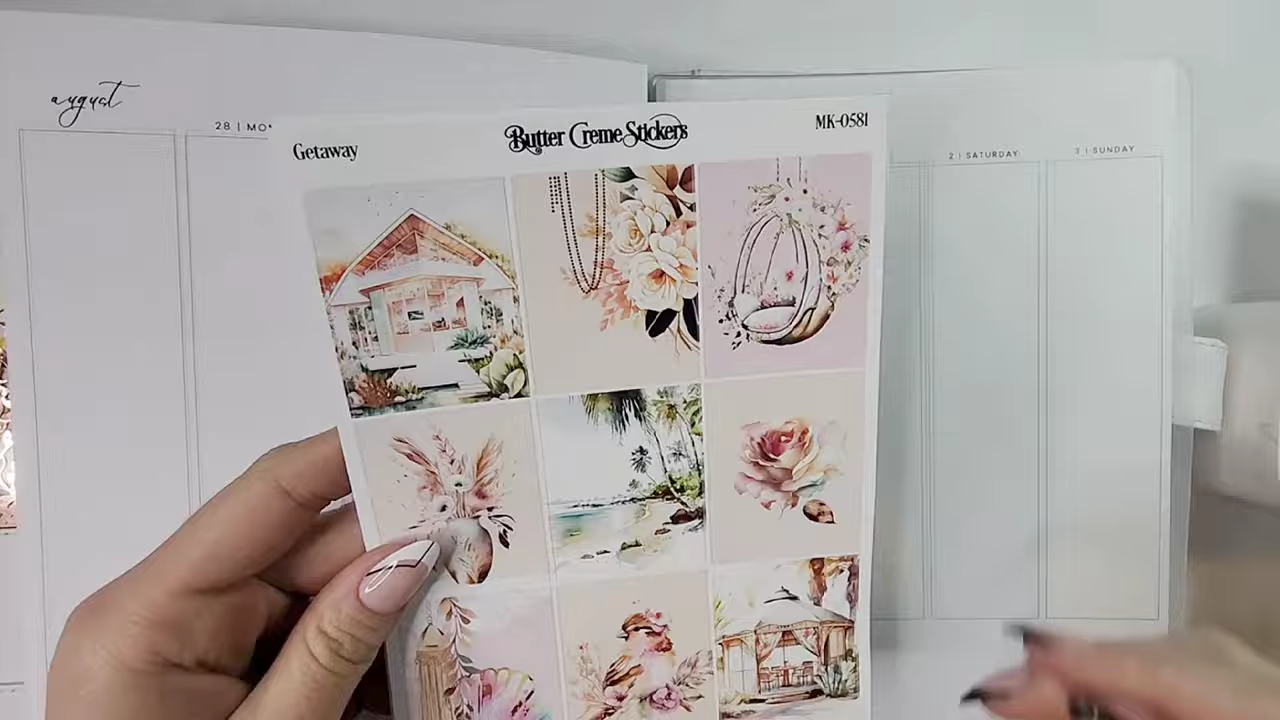 august
28 | MO
Getaway
Butter Creme Stickers
MK-0581
2 | SATURDAY
3 | SUNDAY